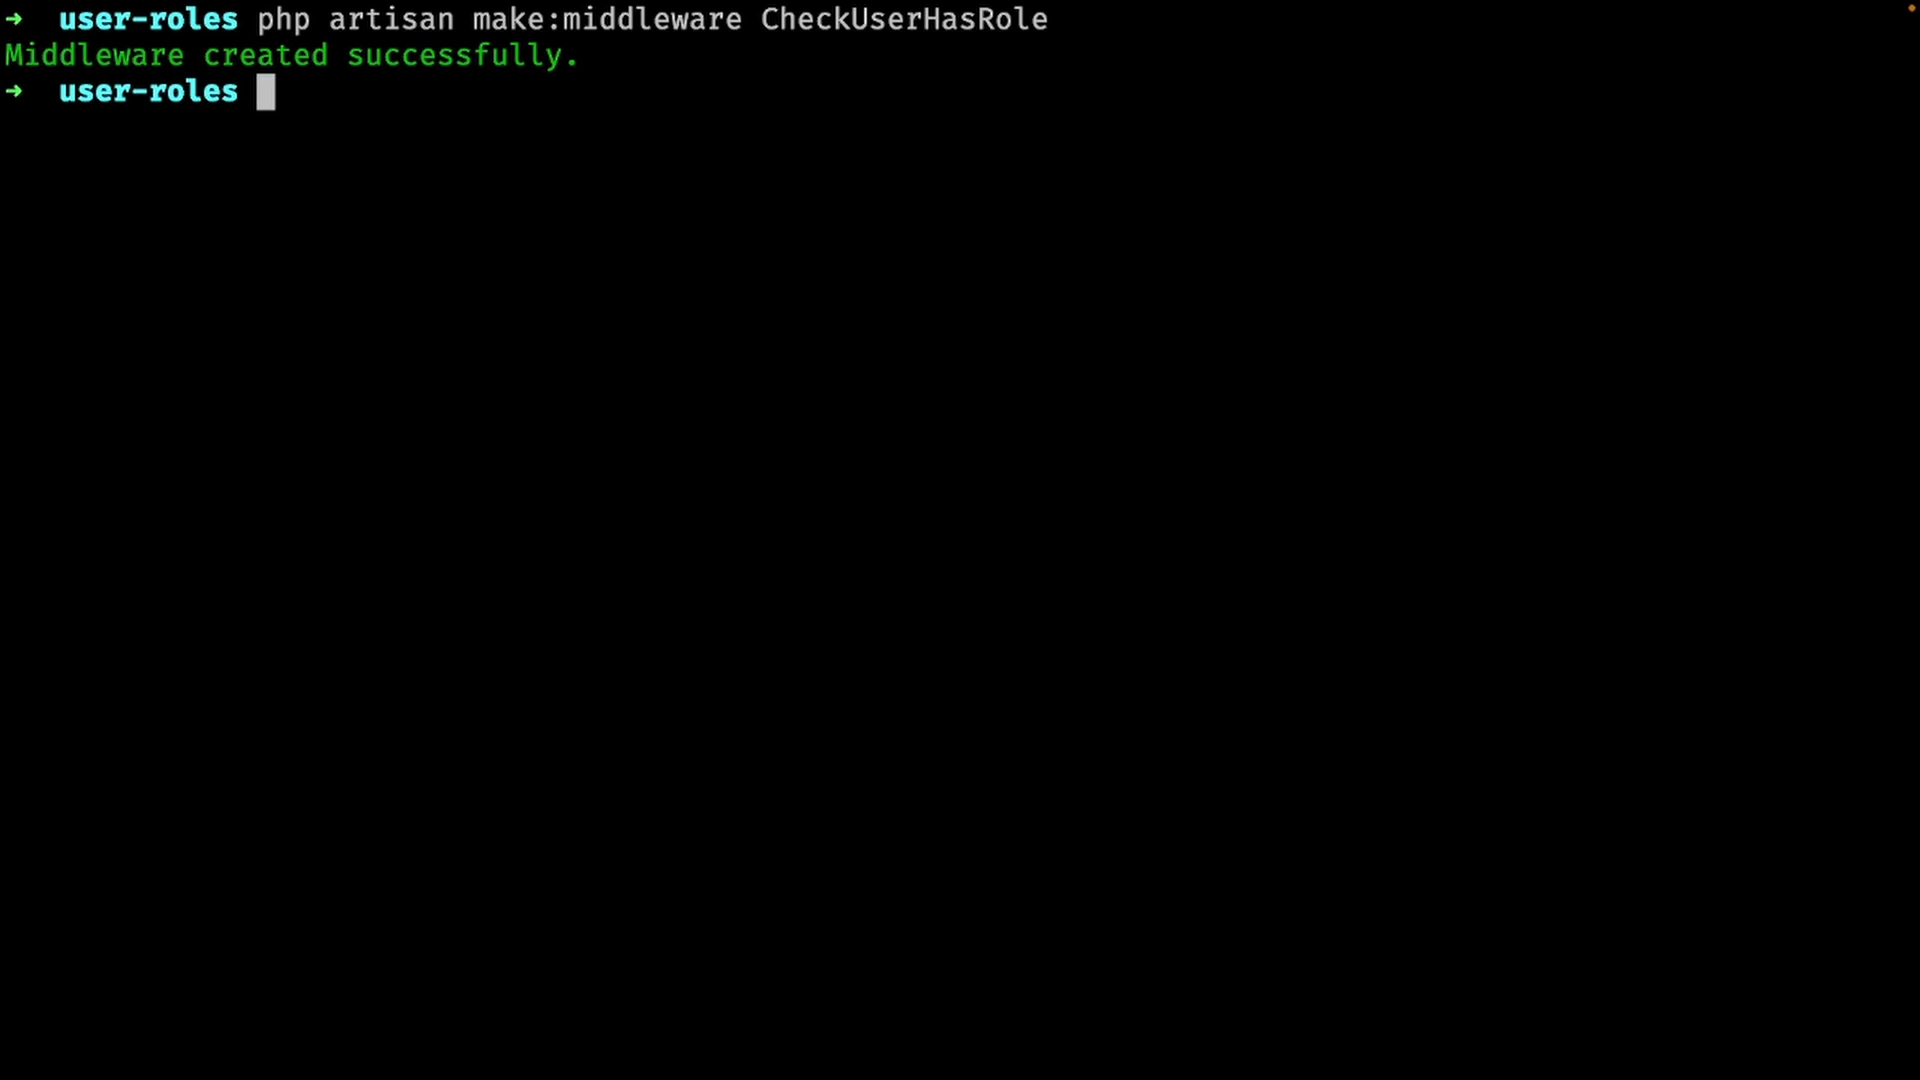 ➜  user-roles php artisan make:middleware CheckUserHasRole
Middleware created successfully.
➜  user-roles